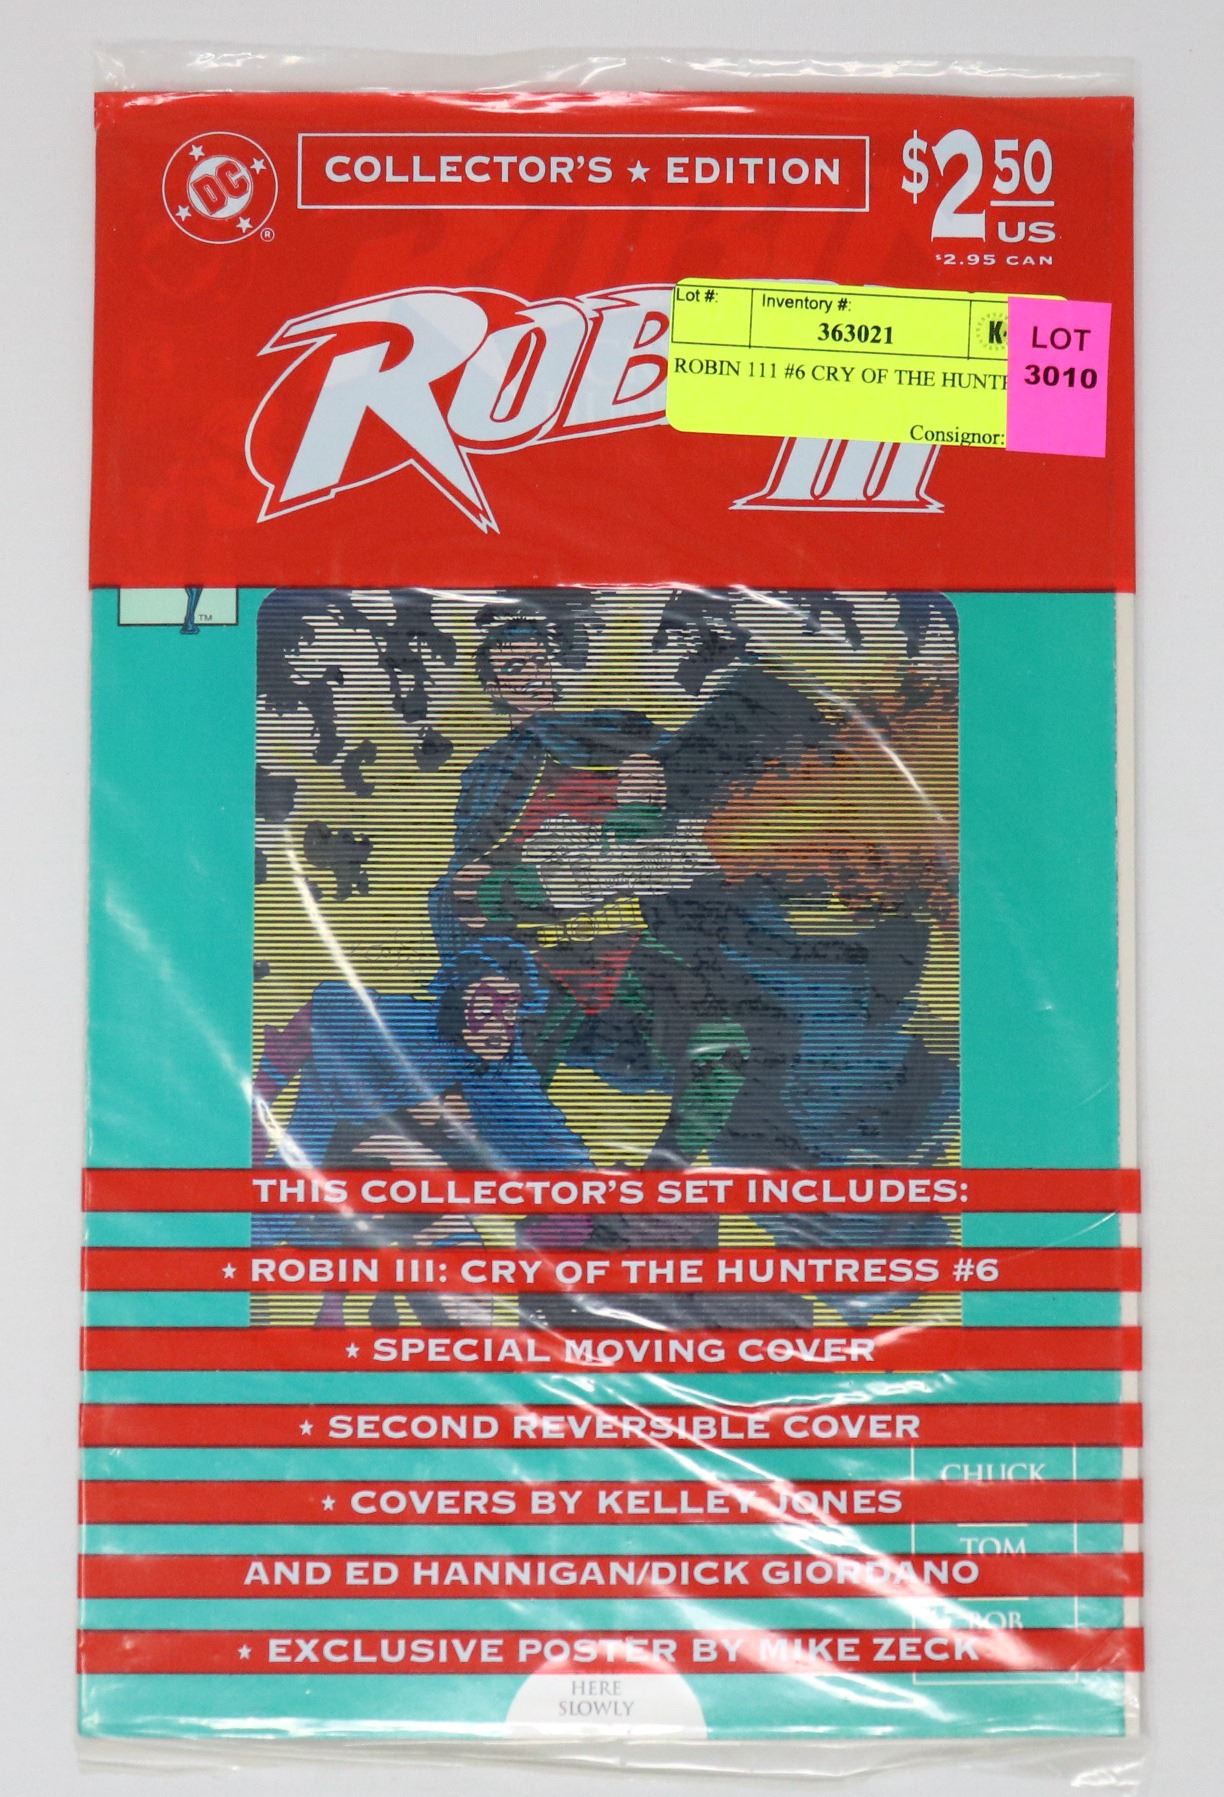 DC
®
COLLECTOR'S ★ EDITION
$2.50
US
$2.95 CAN
ROB
III
Lot #:
Inventory #:
363021
K
ROBIN 111 #6 CRY OF THE HUNT
Consignor:
LOT
3010
TM
THIS COLLECTOR'S SET INCLUDES:
★ ROBIN III: CRY OF THE HUNTRESS #6
★ SPECIAL MOVING COVER
★ SECOND REVERSIBLE COVER
CHUCK
★ COVERS BY KELLEY JONES
TOM
AND ED HANNIGAN/DICK GIORDANO
BOB
★ EXCLUSIVE POSTER BY MIKE ZECK
HERE
SLOWLY